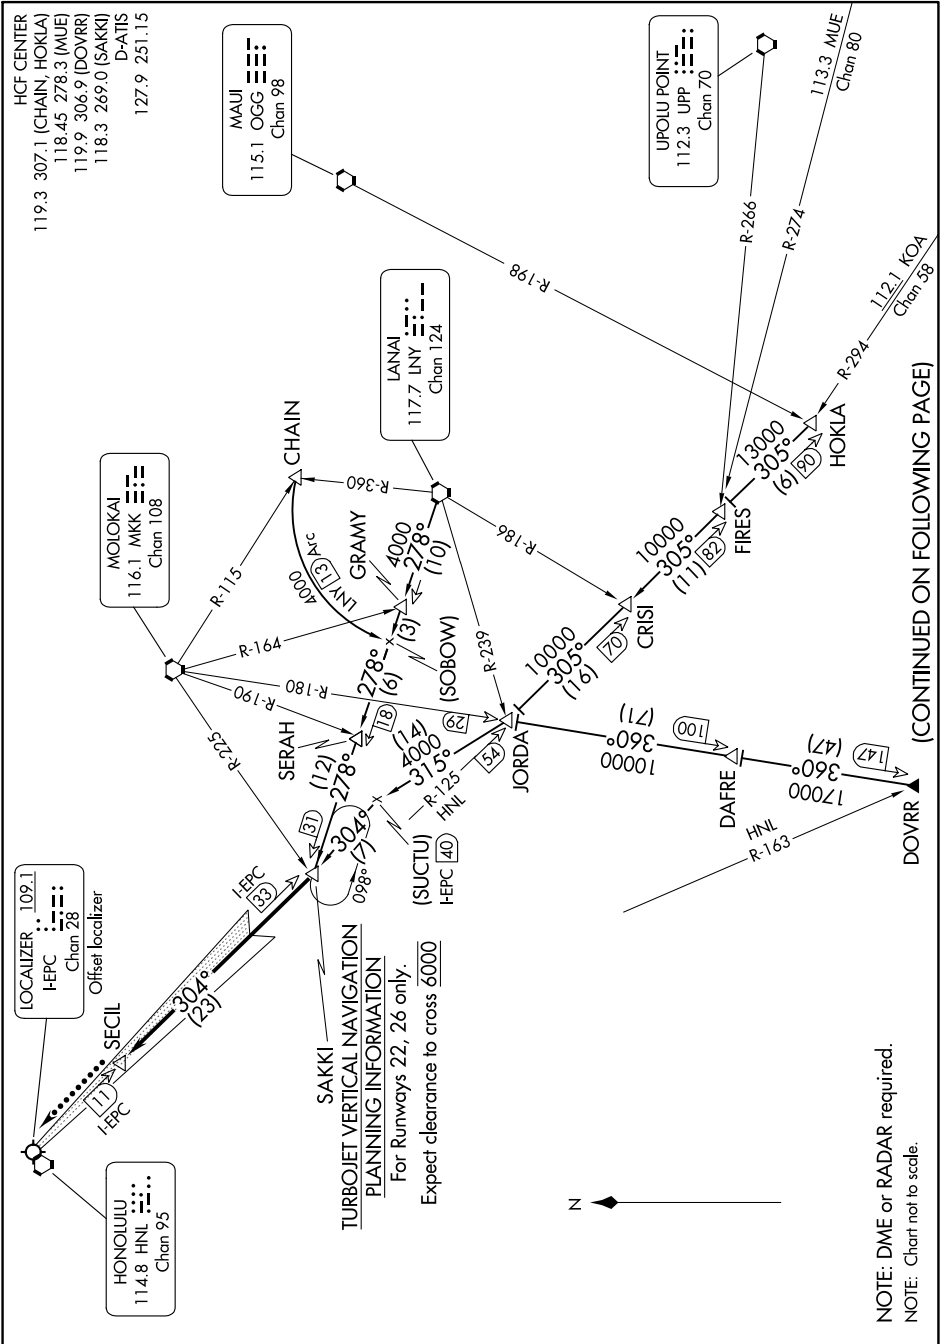 HCF CENTER
119.3 307.1 (CHAIN, HOKLA)
118.45 278.3 (MUE)
119.9 306.9 (DOVRR)
118.3 269.0 (SAKKI)
D-ATIS
127.9 251.15
LOCALIZER 109.1
I-EPC
Chan 28
Offset localizer
HONOLULU
114.8 HNL
Chan 95
MOLOKAI
116.1 MKK
Chan 108
MAUI
115.1 OGG
Chan 98
LANAI
117.7 LNY
Chan 124
UPOLU POINT
112.3 UPP
Chan 70
113.3 MUE
Chan 80
112.1 KOA
Chan 58
SECIL
11
I-EPC
304°
(23)
I-EPC
33
SAKKI
31
098°
304°
(7)
(SUCTU)
I-EPC 40
R-225
R-190
R-180
R-164
R-115
SERAH
278°
(12)
18
278°
(6)
(SOBOW)
(3)
GRAMY
4000
278°
(10)
CHAIN
4000
LNY 13 Arc
R-360
R-239
R-186
R-198
29
(14)
4000
315°
R-125
HNL
54
JORDA
10000
305°
(16)
70
CRISI
10000
305°
(11)
82
FIRES
13000
305°
(6)
90
HOKLA
R-266
R-274
R-294
(71)
360°
10000
100
DAFRE
(47)
360°
17000
147
DOVRR
HNL
R-163
TURBOJET VERTICAL NAVIGATION
PLANNING INFORMATION
For Runways 22, 26 only.
Expect clearance to cross 6000
N
NOTE: DME or RADAR required.
NOTE: Chart not to scale.
(CONTINUED ON FOLLOWING PAGE)